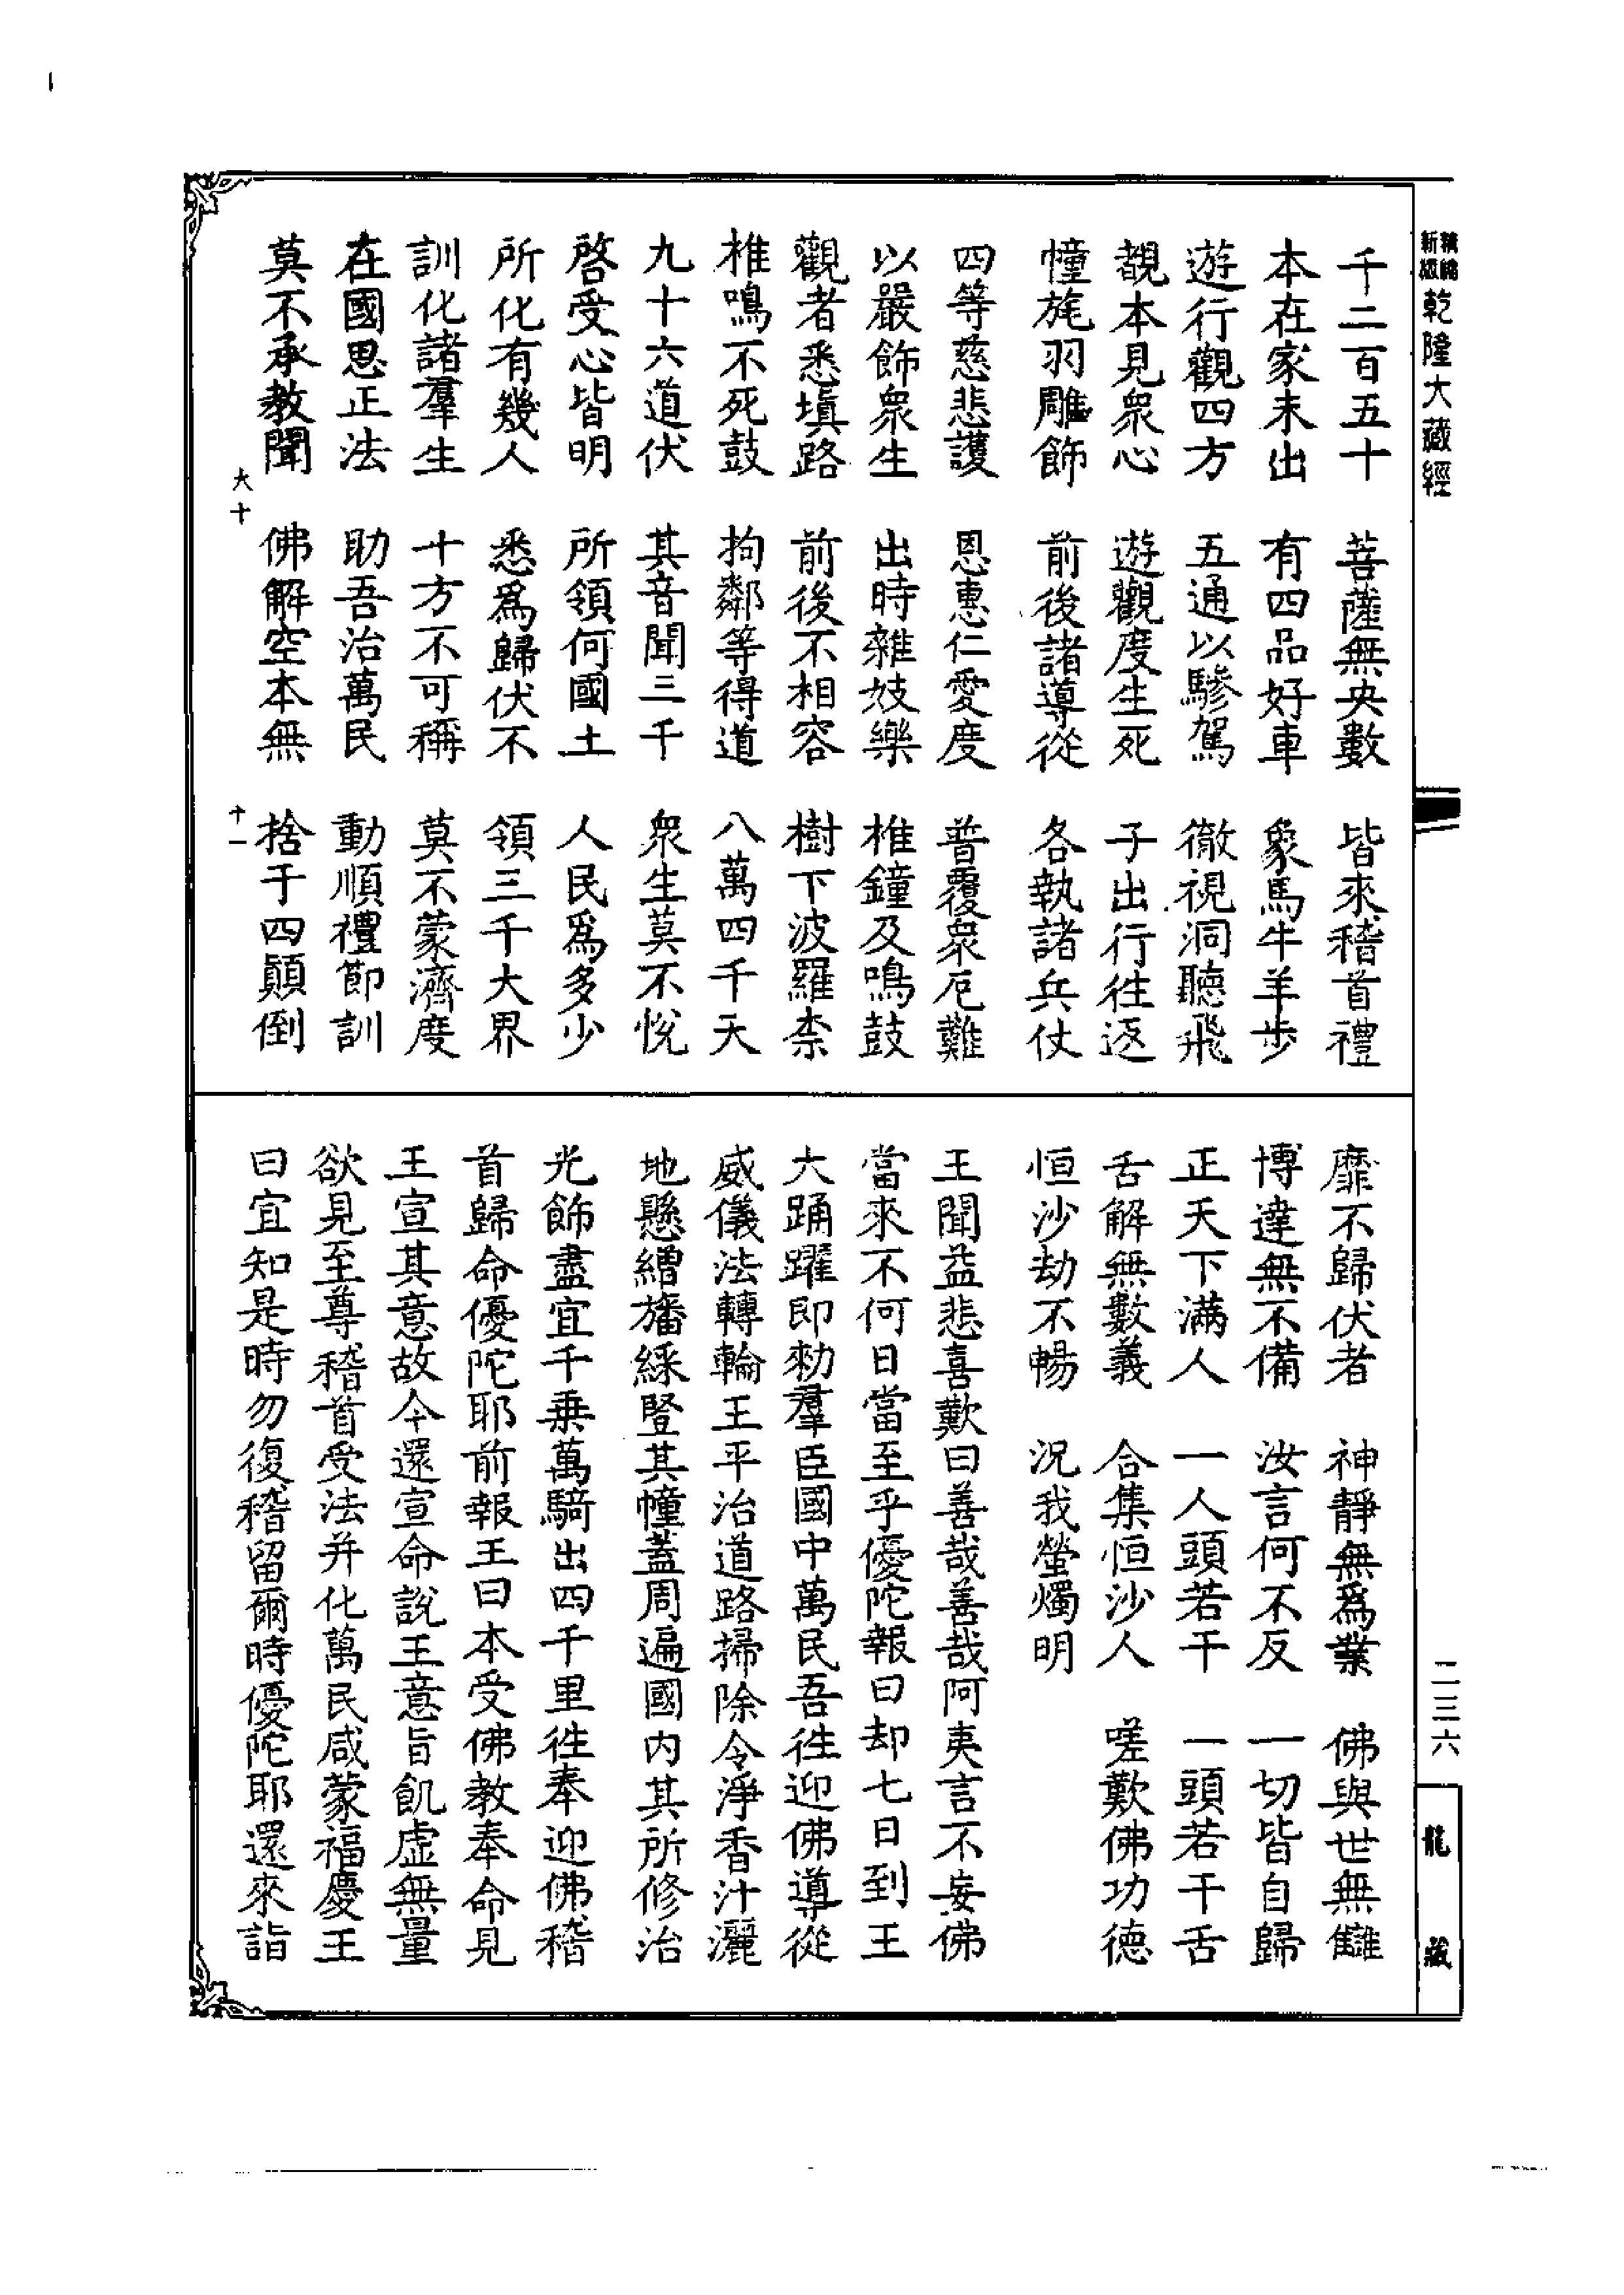 新編縮版乾隆大藏經
千二百五十　菩薩無央數　皆來稽首禮
本在家未出　有四品好車　象馬牛羊步
遊行觀四方　五通以驂駕　徹視洞聽飛
覩本見眾心　遊觀度生死　子出行往返
幢旄羽雕飾　前後諸導從　各執諸兵仗
四等慈悲護　恩惠仁愛度　普覆眾厄難
以嚴飾眾生　出時雜妓樂　椎鐘及鳴鼓
觀者悉塡路　前後不相容　樹下波羅柰
椎鳴不死鼓　拘鄰等得道　八萬四千天
九十六道伏　其音聞三千　眾生莫不悅
啓受心皆明　所領何國土　人民爲多少
所化有幾人　悉爲歸伏不　領三千大界
訓化諸羣生　十方不可稱　莫不蒙濟度
在國思正法　助吾治萬民　動順禮節訓
莫不承教聞　佛解空本無　捨于四顚倒
大十　十一
靡不歸伏者　神靜無爲業　佛與世無讎
博達無不備　汝言何不反　一切皆自歸
正天下滿人　一人頭若干　一頭若干舌
舌解無數義　合集恒沙人　嗟歎佛功德
恒沙劫不暢　況我螢燭明
王聞益悲喜歎曰善哉善哉阿夷言不妄佛
當來不何日當至乎優陀報曰却七日到王
大踊躍即勅羣臣國中萬民吾往迎佛導從
威儀法轉輪王平治道路掃除令淨香汁灑
地懸繒旛綵豎其幢蓋周遍國內其所修治
光飾盡宜千乗萬騎出四千里往奉迎佛稽
首歸命優陀耶前報王曰本受佛教奉命見
王宣其意故今還宣命說王意旨飢虛無量
欲見至尊稽首受法并化萬民咸蒙福慶王
曰宜知是時勿復稽留爾時優陀耶還來詣
二三六
龍藏